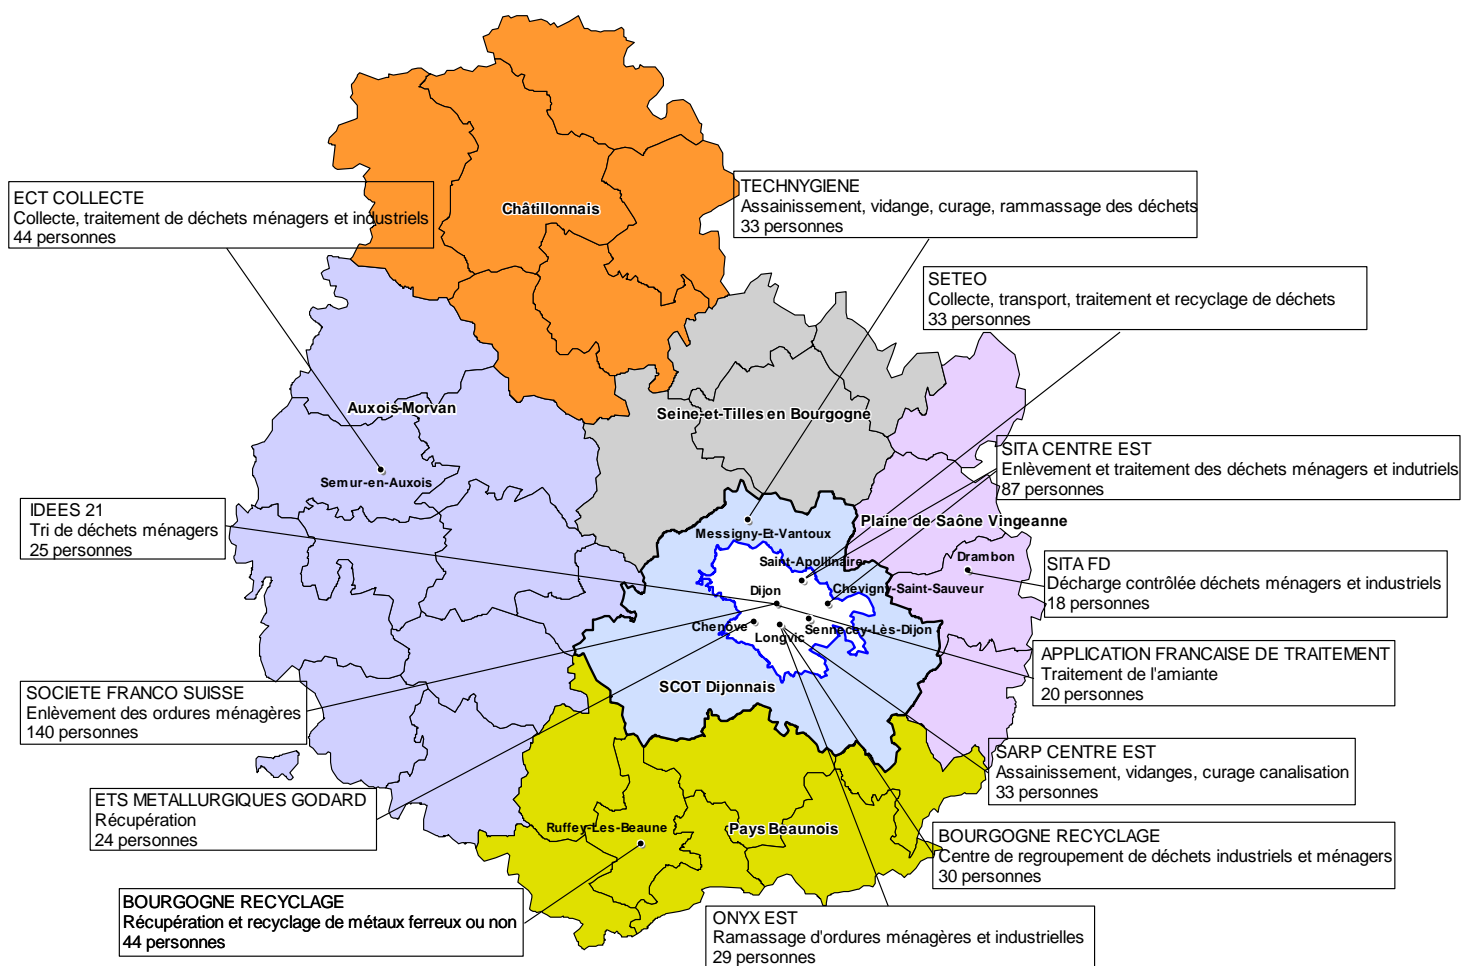 Châtillonnais
ECT COLLECTE
Collecte, traitement de déchets ménagers et industriels
44 personnes
TECHNYGIENE
Assainissement, vidange, curage, rammassage des déchets
33 personnes
SETEO
Collecte, transport, traitement et recyclage de déchets
33 personnes
Auxois-Morvan
Seine-et-Tilles en Bourgogne
Semur-en-Auxois
SITA CENTRE EST
Enlèvement et traitement des déchets ménagers et indutriels
87 personnes
IDEES 21
Tri de déchets ménagers
25 personnes
Plaine de Saône Vingeanne
Messigny-Et-Vantoux
Saint-Apollinaire
Drambon
SITA FD
Décharge contrôlée déchets ménagers et industriels
18 personnes
Dijon
Chevigny-Saint-Sauveur
Chenôve
Longvic
Sennecey-Lès-Dijon
SCOT Dijonnais
APPLICATION FRANCAISE DE TRAITEMENT
Traitement de l'amiante
20 personnes
SOCIETE FRANCO SUISSE
Enlèvement des ordures ménagères
140 personnes
SARP CENTRE EST
Assainissement, vidanges, curage canalisation
33 personnes
ETS METALLURGIQUES GODARD
Récupération
24 personnes
Ruffey-Les-Beaune
Pays Beaunois
BOURGOGNE RECYCLAGE
Centre de regroupement de déchets industriels et ménagers
30 personnes
BOURGOGNE RECYCLAGE
Récupération et recyclage de métaux ferreux ou non
44 personnes
ONYX EST
Ramassage d'ordures ménagères et industrielles
29 personnes